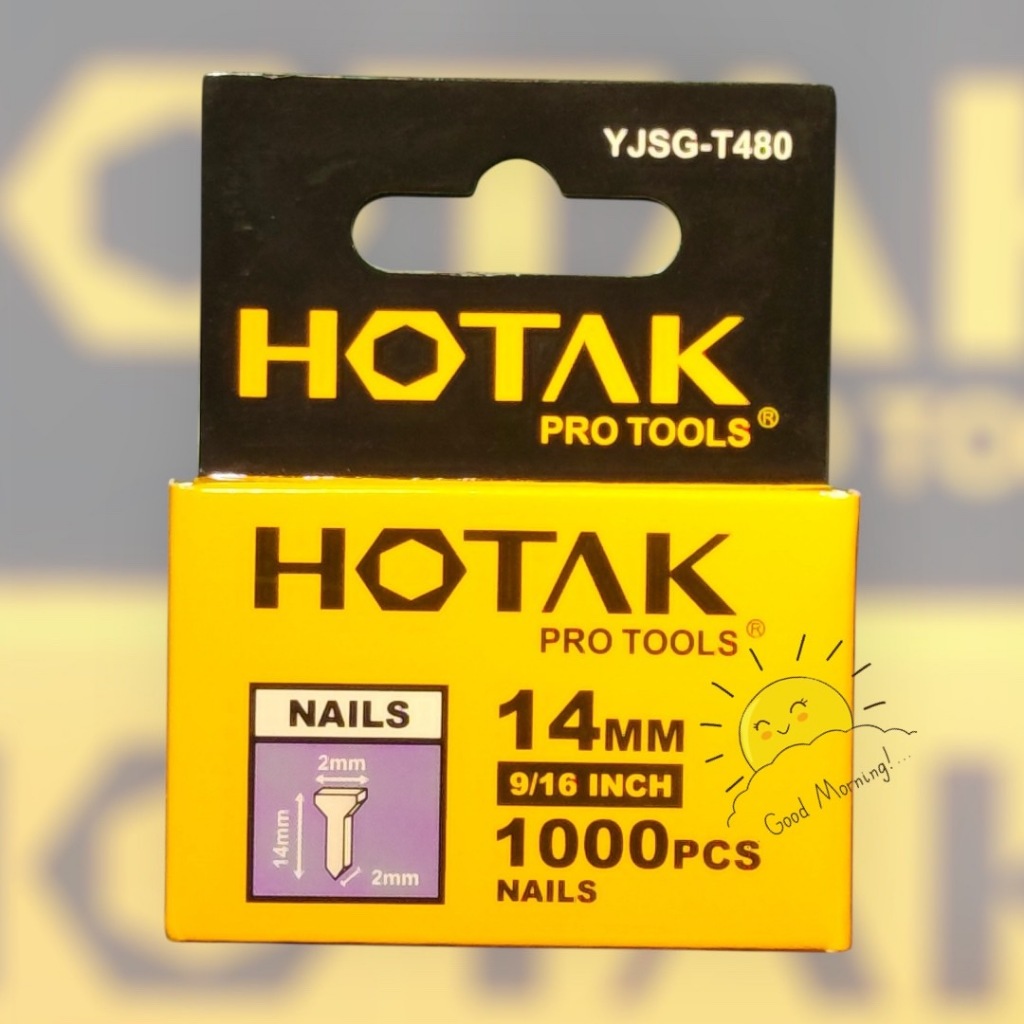 YJSG-T480
HOTAK
PRO TOOLS®
HOTAK
PRO TOOLS®
NAILS
2mm
14mm
2mm
14MM
9/16 INCH
1000PCS
NAILS
Good Morning!...